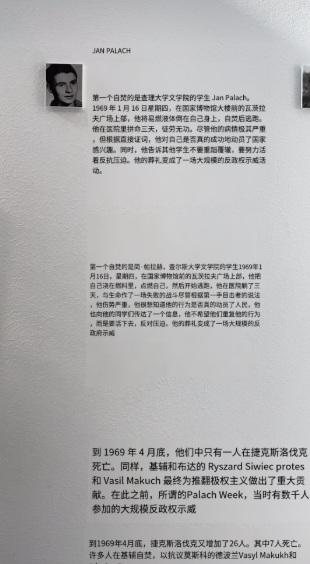 JAN PALACH
第一个自焚的是查理大学文学院的学生 Jan Palach。
1969 年 1 月 16 日星期四，在国家博物馆大楼前的瓦茨拉
夫广场上部，他将易燃液体倒在自己身上，自焚后逃跑。
他在医院里拼命三天，徒劳无功。尽管他的病情极其严重
，但根据直接证词，他对自己是否真的成功地动员了国家
感兴趣。同时，他告诉其他学生不要重蹈覆辙，要努力活
着反抗压迫。他的葬礼变成了一场大规模的反政权示威活
动。
第一个自焚的是简·帕拉赫，查尔斯大学文学院的学生1969年1
月16日，星期四，在国家博物馆前的瓦茨拉夫广场上部，他把
自己浇在燃料里，点燃自己，然后开始逃跑，他在医院躺了三
天，与生命作了一场失败的战斗尽管根据第一手目击者的说法
，他伤势严重，他很想知道他的行为是否真的动员了人民，他
也向他的同学们传达了一个信息，他不希望他们重复他的行为
，而是要活下去，反对压迫。他的葬礼变成了一场大规模的反
政府示威
到 1969 年 4 月底，他们中只有一人在捷克斯洛伐克
死亡。同样，基辅和布达的 Ryszard Siwiec protes
和 Vasil Makuch 最终为推翻极权主义做出了重大贡
献。在此之前，所谓的Palach Week，当时有数千人
参加的大规模反政权示威
到1969年4月底，捷克斯洛伐克又增加了26人。其中7人死亡。
许多人在基辅自焚，以抗议莫斯科的德波兰Vasyl Makukh和